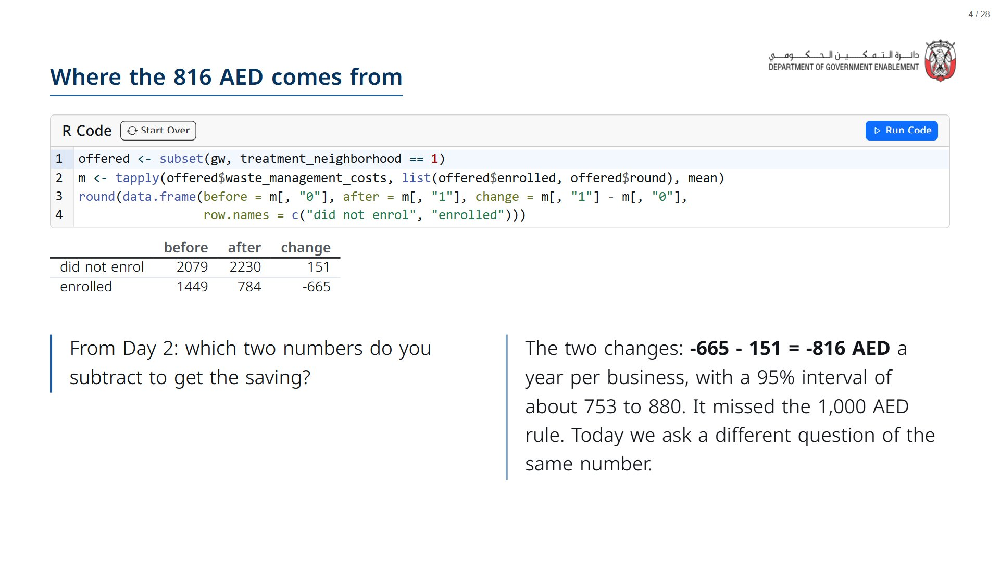 4 / 28
دائرة التمكين الحكومي
DEPARTMENT OF GOVERNMENT ENABLEMENT
Where the 816 AED comes from
R Code Start Over Run Code
1 offered <- subset(gw, treatment_neighborhood == 1)
2 m <- tapply(offered$waste_management_costs, list(offered$enrolled, offered$round), mean)
3 round(data.frame(before = m[, "0"], after = m[, "1"], change = m[, "1"] - m[, "0"],
4 row.names = c("did not enrol", "enrolled")))
before after change
did not enrol 2079 2230 151
enrolled 1449 784 -665
From Day 2: which two numbers do you
subtract to get the saving?
The two changes: -665 - 151 = -816 AED a
year per business, with a 95% interval of
about 753 to 880. It missed the 1,000 AED
rule. Today we ask a different question of the
same number.